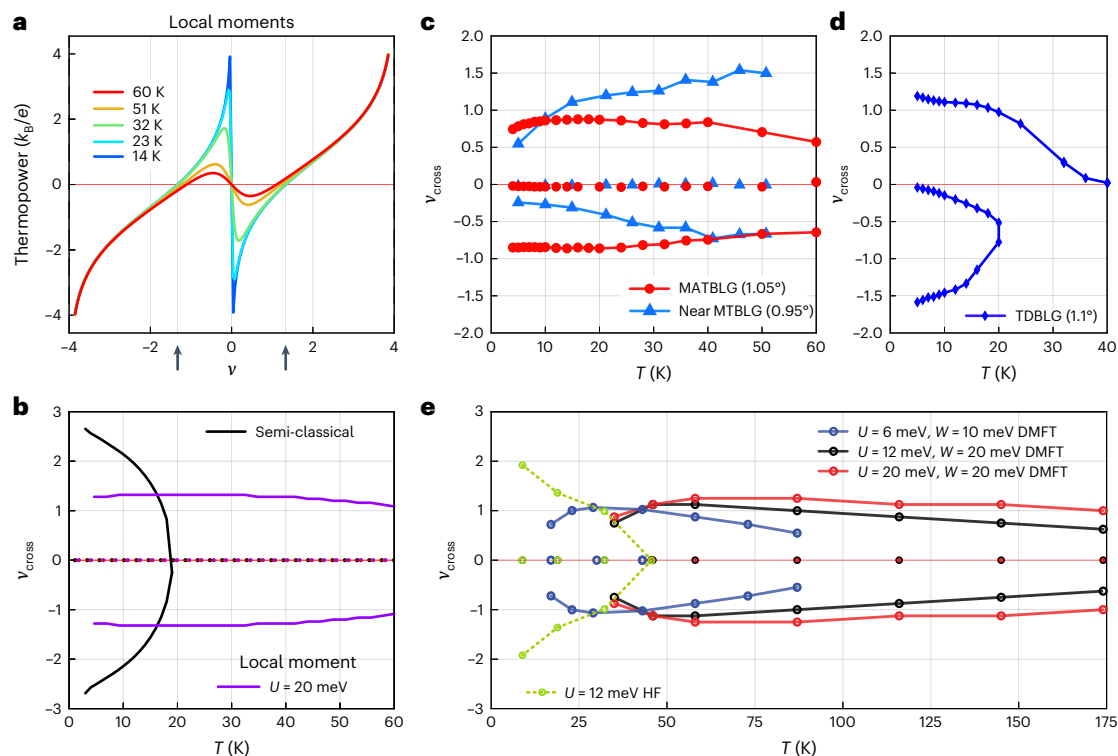 a
Local moments
4
2
0
−2
−4
Thermopower (k_B/e)
60 K
51 K
32 K
23 K
14 K
−4
−2
0
2
4
ν
c
2.0
1.5
1.0
0.5
0
−0.5
−1.0
−1.5
−2.0
ν_cross
MATBLG (1.05°)
Near MTBLG (0.95°)
0
10
20
30
40
50
60
T (K)
d
2.0
1.5
1.0
0.5
0
−0.5
−1.0
−1.5
−2.0
ν_cross
TDBLG (1.1°)
0
10
20
30
40
T (K)
b
3
2
1
0
−1
−2
−3
ν_cross
Semi-classical
Local moment
U = 20 meV
0
10
20
30
40
50
60
T (K)
e
3
2
1
0
−1
−2
−3
ν_cross
U = 6 meV, W = 10 meV DMFT
U = 12 meV, W = 20 meV DMFT
U = 20 meV, W = 20 meV DMFT
U = 12 meV HF
0
25
50
75
100
125
150
175
T (K)